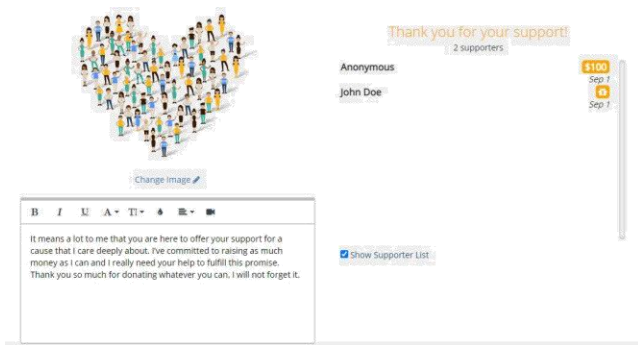 Thank you for your support!
2 supporters
Anonymous
$100
Sep 1
John Doe
Sep 1
Change Image
B I U A TI
It means a lot to me that you are here to offer your support for a
cause that I care deeply about. I've committed to raising as much
money as I can and I really need your help to fulfill this promise.
Thank you so much for donating whatever you can. I will not forget it.
Show Supporter List